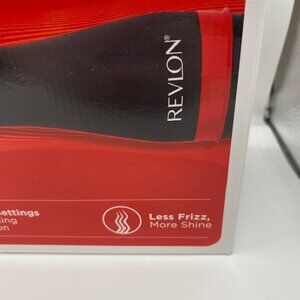 REVLON®
ettings
ing
on
Less Frizz,
More Shine